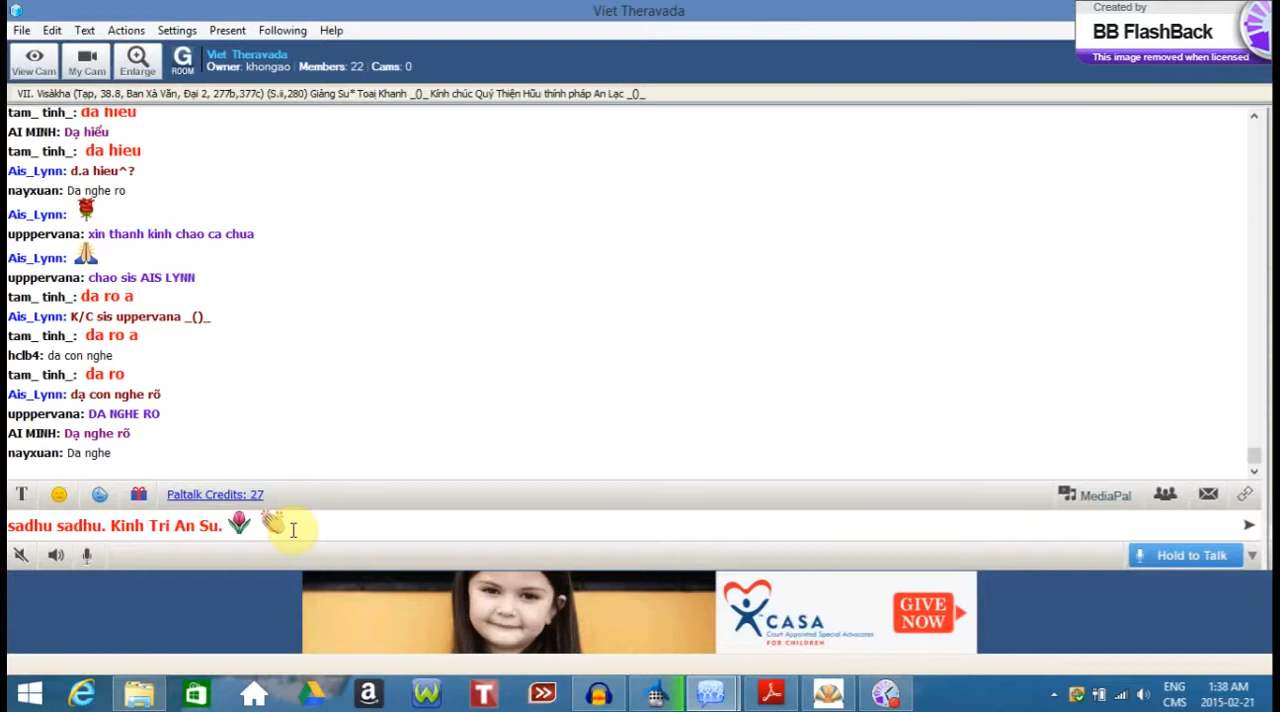 Viet Theravada
Created by
BB FlashBack
This image removed when licensed
File Edit Text Actions Settings Present Following Help
View Cam My Cam Enlarge G ROOM
Viet Theravada
Owner: khongao Members: 22 Cams: 0
VII. Visàkha (Tạp, 38.8, Ban Xà Văn, Đại 2, 277b,377c) (S.ii,280) Giảng Su* Toaị Khanh _()_ Kính chúc Quý Thiện Hữu thính pháp An Lạc _()_
tam_ tinh_: da hieu
AI MINH: Dạ hiểu
tam_ tinh_: da hieu
Ais_Lynn: d.a hieu^?
nayxuan: Da nghe ro
Ais_Lynn:
upppervana: xin thanh kinh chao ca chua
Ais_Lynn:
upppervana: chao sis AIS LYNN
tam_ tinh_: da ro a
Ais_Lynn: K/C sis uppervana _()_
tam_ tinh_: da ro a
hclb4: da con nghe
tam_ tinh_: da ro
Ais_Lynn: dạ con nghe rõ
upppervana: DA NGHE RO
AI MINH: Dạ nghe rõ
nayxuan: Da nghe
T Paltalk Credits: 27 MediaPal
sadhu sadhu. Kinh Tri An Su.
Hold to Talk
CASA
Court Appointed Special Advocates
FOR CHILDREN
GIVE
NOW
ENG
CMS
1:38 AM
2015-02-21